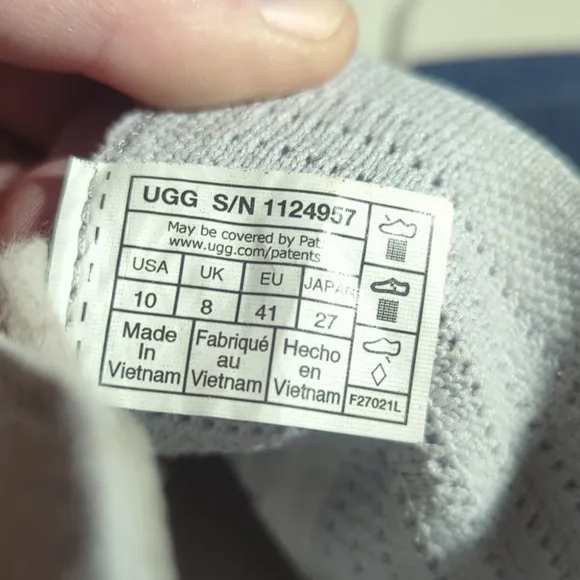 UGG S/N 1124957
May be covered by Pat
www.ugg.com/patents
USA UK EU JAPAN
10 8 41 27
Made In Vietnam
Fabriqué au Vietnam
Hecho en Vietnam
F27021L